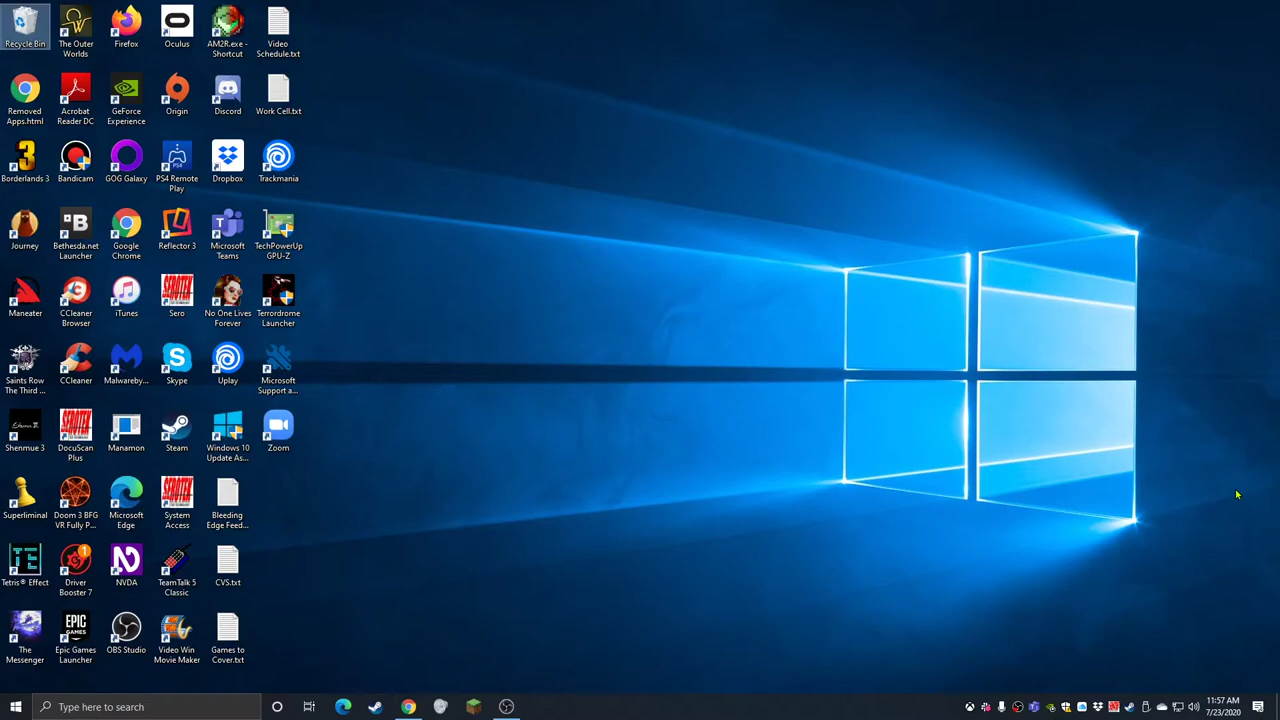 Recycle Bin
The Outer
Worlds
Firefox
Oculus
AM2R.exe -
Shortcut
Video
Schedule.txt
Removed
Apps.html
Acrobat
Reader DC
GeForce
Experience
Origin
Discord
Work Cell.txt
Borderlands 3
Bandicam
GOG Galaxy
PS4 Remote
Play
Dropbox
Trackmania
Journey
Bethesda.net
Launcher
Google
Chrome
Reflector 3
Microsoft
Teams
TechPowerUp
GPU-Z
Maneater
CCleaner
Browser
iTunes
SEROTEK
Sero
No One Lives
Forever
Terrordrome
Launcher
Saints Row
The Third ...
CCleaner
Malwareby...
Skype
Uplay
Microsoft
Support a...
Shenmue 3
SEROTEK
DocuScan
Plus
Manamon
Steam
Windows 10
Update As...
Zoom
Superliminal
Doom 3 BFG
VR Fully P...
Microsoft
Edge
SEROTEK
System
Access
Bleeding
Edge Feed...
Tetris® Effect
Driver
Booster 7
NVDA
TeamTalk 5
Classic
CVS.txt
The
Messenger
EPIC
GAMES
Epic Games
Launcher
OBS Studio
Video Win
Movie Maker
Games to
Cover.txt
Type here to search
11:57 AM
7/23/2020